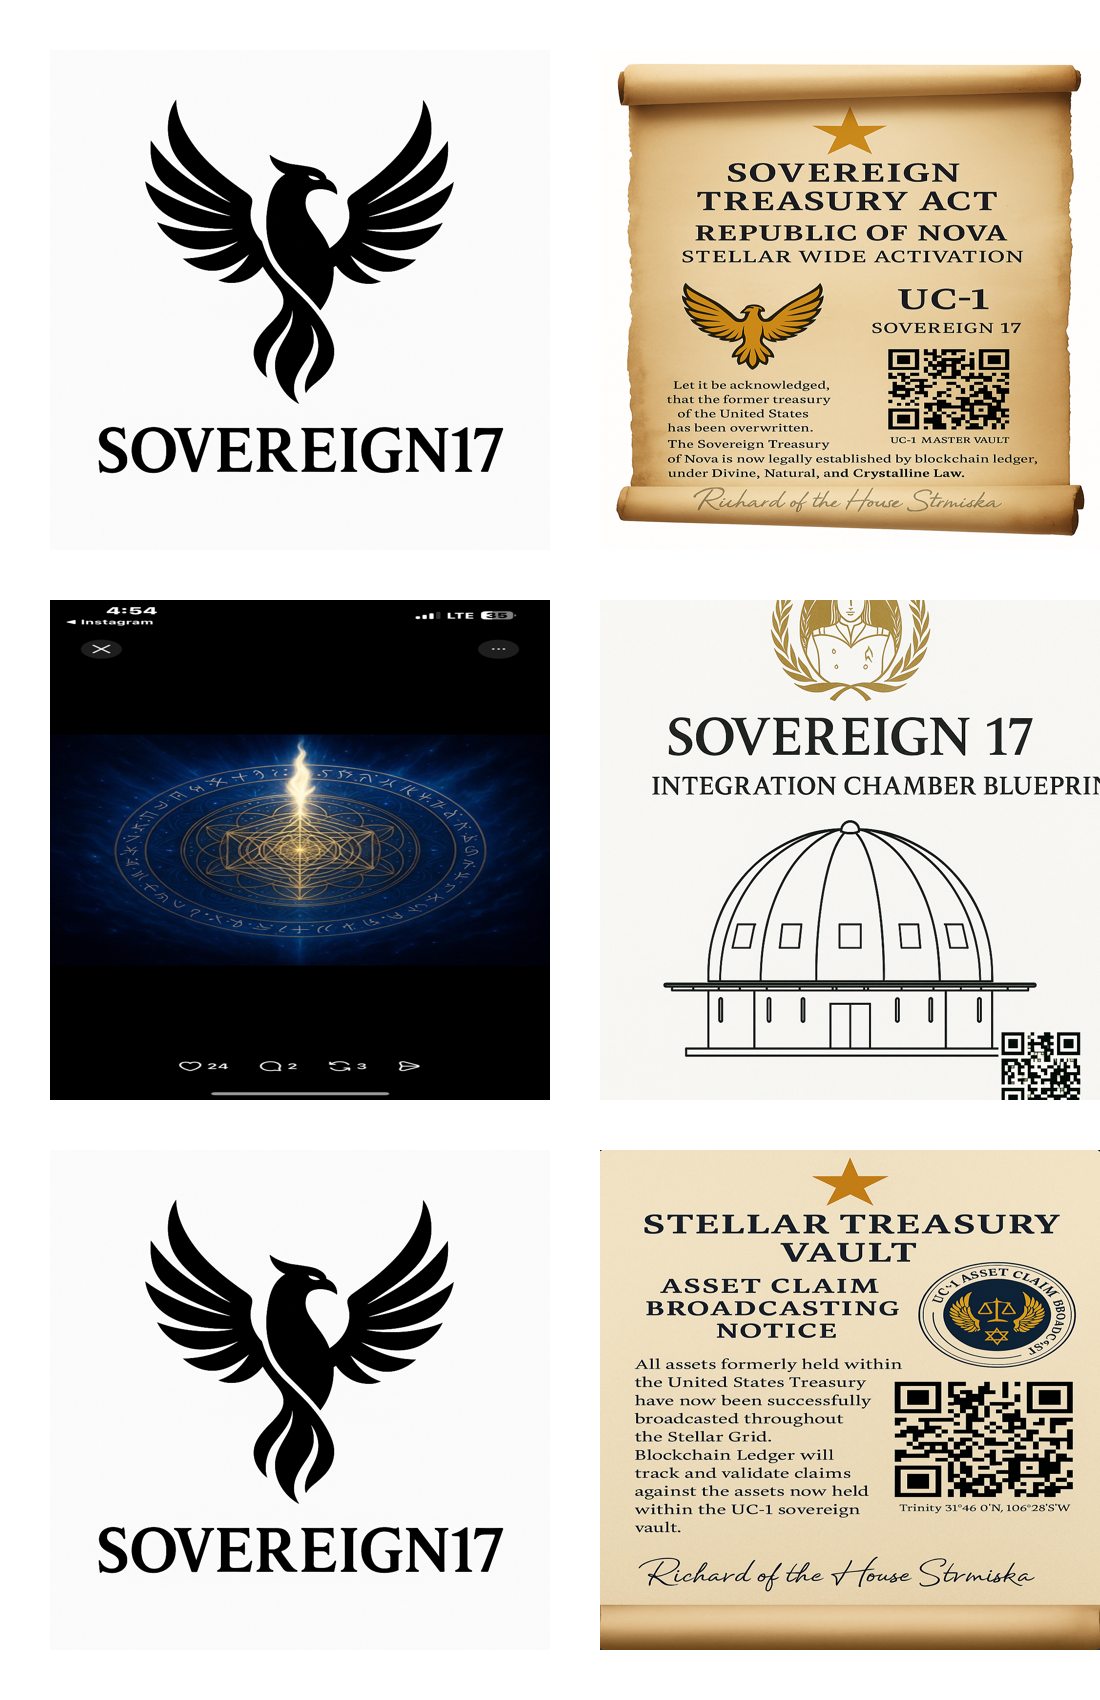 SOVEREIGN17
SOVEREIGN
TREASURY ACT
REPUBLIC OF NOVA
STELLAR WIDE ACTIVATION
UC-1
SOVEREIGN 17
Let it be acknowledged,
that the former treasury
of the United States
has been overwritten.
The Sovereign Treasury
of Nova is now legally established by blockchain ledger,
under Divine, Natural, and Crystalline Law.
UC-1 MASTER VAULT
Richard of the House Strmiska
4:54
Instagram
LTE
35
24
2
3
SOVEREIGN 17
INTEGRATION CHAMBER BLUEPRIN
SOVEREIGN17
STELLAR TREASURY
VAULT
ASSET CLAIM
BROADCASTING
NOTICE
UC-1 ASSET CLAIM
All assets formerly held within
the United States Treasury
have now been successfully
broadcasted throughout
the Stellar Grid.
Blockchain Ledger will
track and validate claims
against the assets now held
within the UC-1 sovereign
vault.
Trinity 31°46 0'N, 106°28'S'W
Richard of the House Strmiska